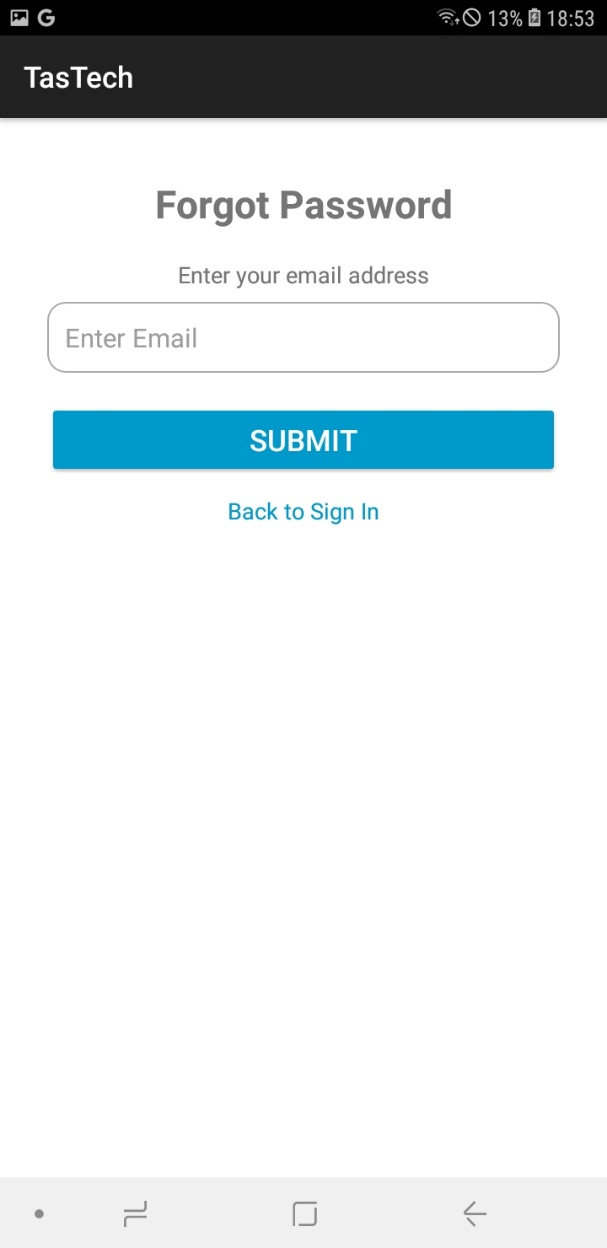 G 13% 18:53
TasTech
Forgot Password
Enter your email address
Enter Email
SUBMIT
Back to Sign In